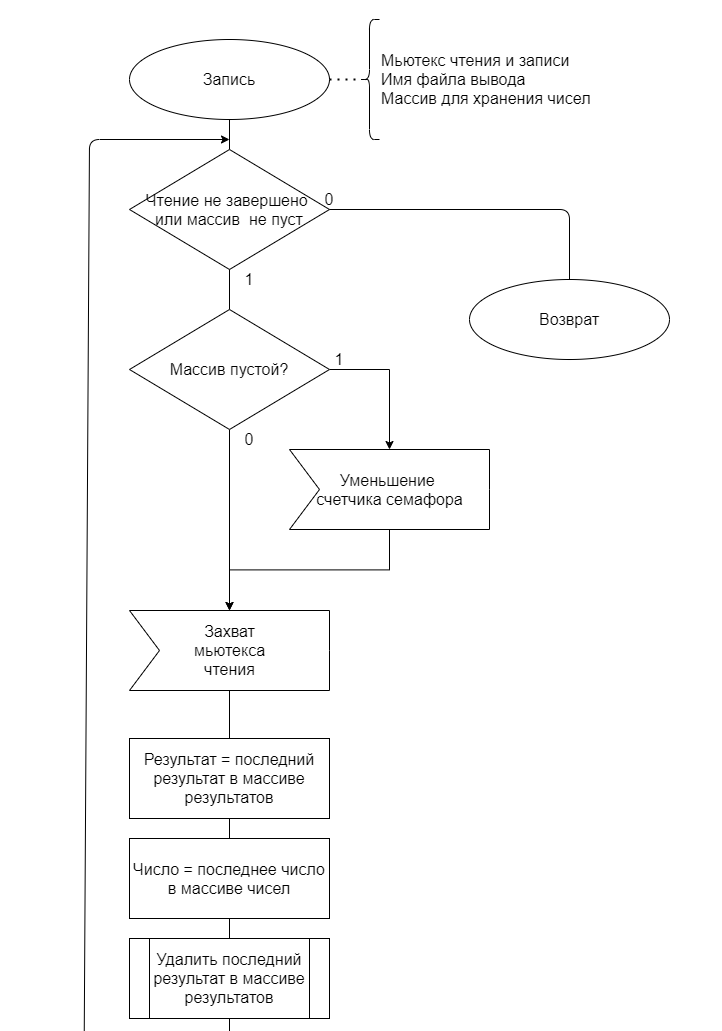 Запись
Мьютекс чтения и записи
Имя файла вывода
Массив для хранения чисел
Чтение не завершено
или массив не пуст
0
1
Возврат
Массив пустой?
1
0
Уменьшение
счетчика семафора
Захват
мьютекса
чтения
Результат = последний
результат в массиве
результатов
Число = последнее число
в массиве чисел
Удалить последний
результат в массиве
результатов